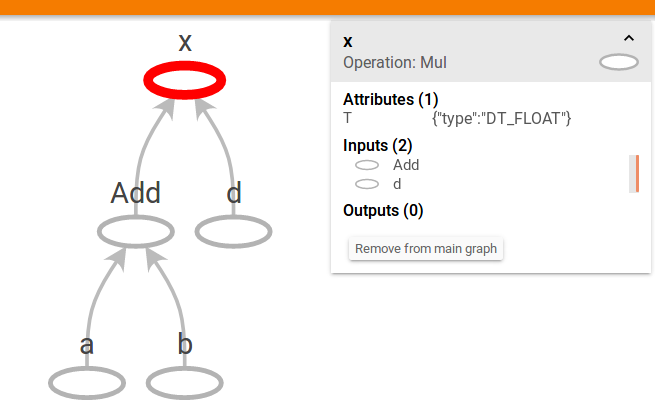 x
Add
d
a
b
x
Operation: Mul
Attributes (1)
T {"type":"DT_FLOAT"}
Inputs (2)
Add
d
Outputs (0)
Remove from main graph